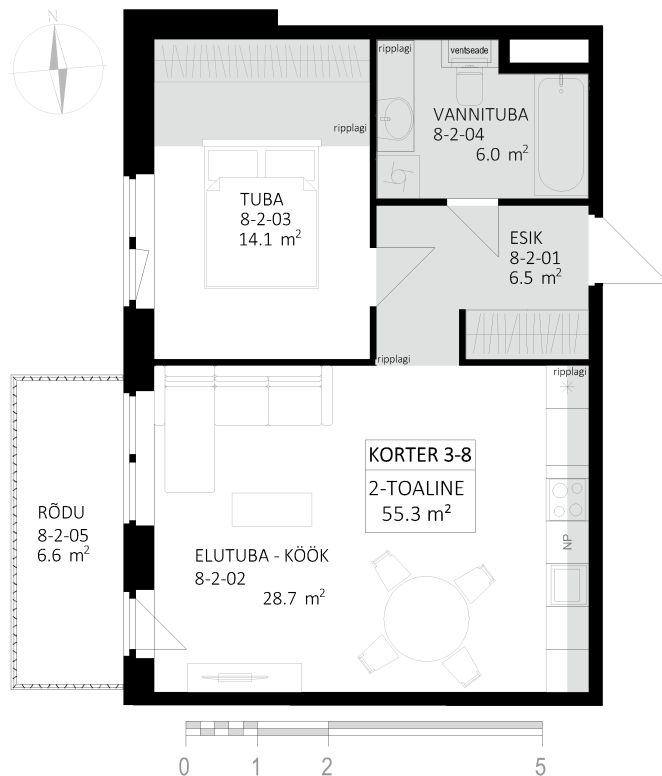 N
ripplagi
ventseade
VANNITUBA
8-2-04
6.0 m²
ripplagi
TUBA
8-2-03
14.1 m²
ESIK
8-2-01
6.5 m²
ripplagi
ripplagi
KORTER 3-8
2-TOALINE
55.3 m²
RÕDU
8-2-05
6.6 m²
NP
ELUTUBA - KÖÖK
8-2-02
28.7 m²
0 1 2 5